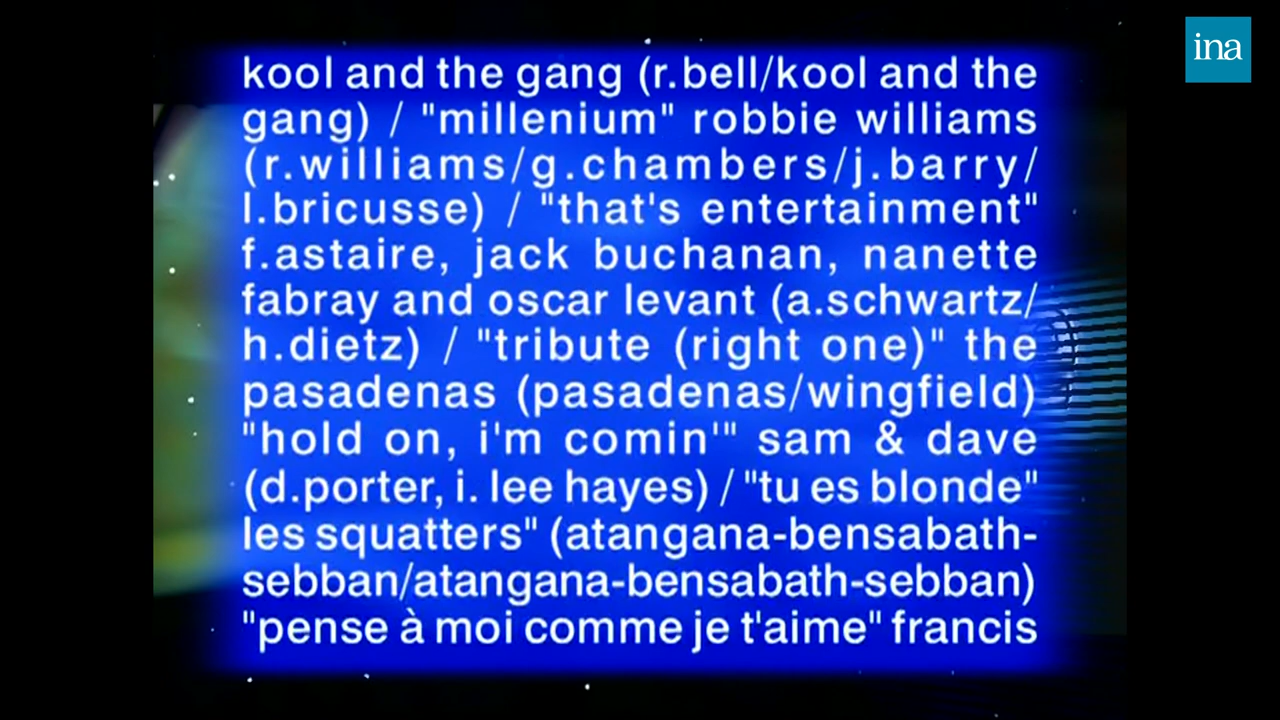 kool and the gang (r.bell/kool and the
gang) / "millenium" robbie williams
(r.williams/g.chambers/j.barry/
l.bricusse) / "that's entertainment"
f.astaire, jack buchanan, nanette
fabray and oscar levant (a.schwartz/
h.dietz) / "tribute (right one)" the
pasadenas (pasadenas/wingfield)
"hold on, i'm comin'" sam & dave
(d.porter, i. lee hayes) / "tu es blonde"
les squatters" (atangana-bensabath-
sebban/atangana-bensabath-sebban)
"pense à moi comme je t'aime" francis
ina